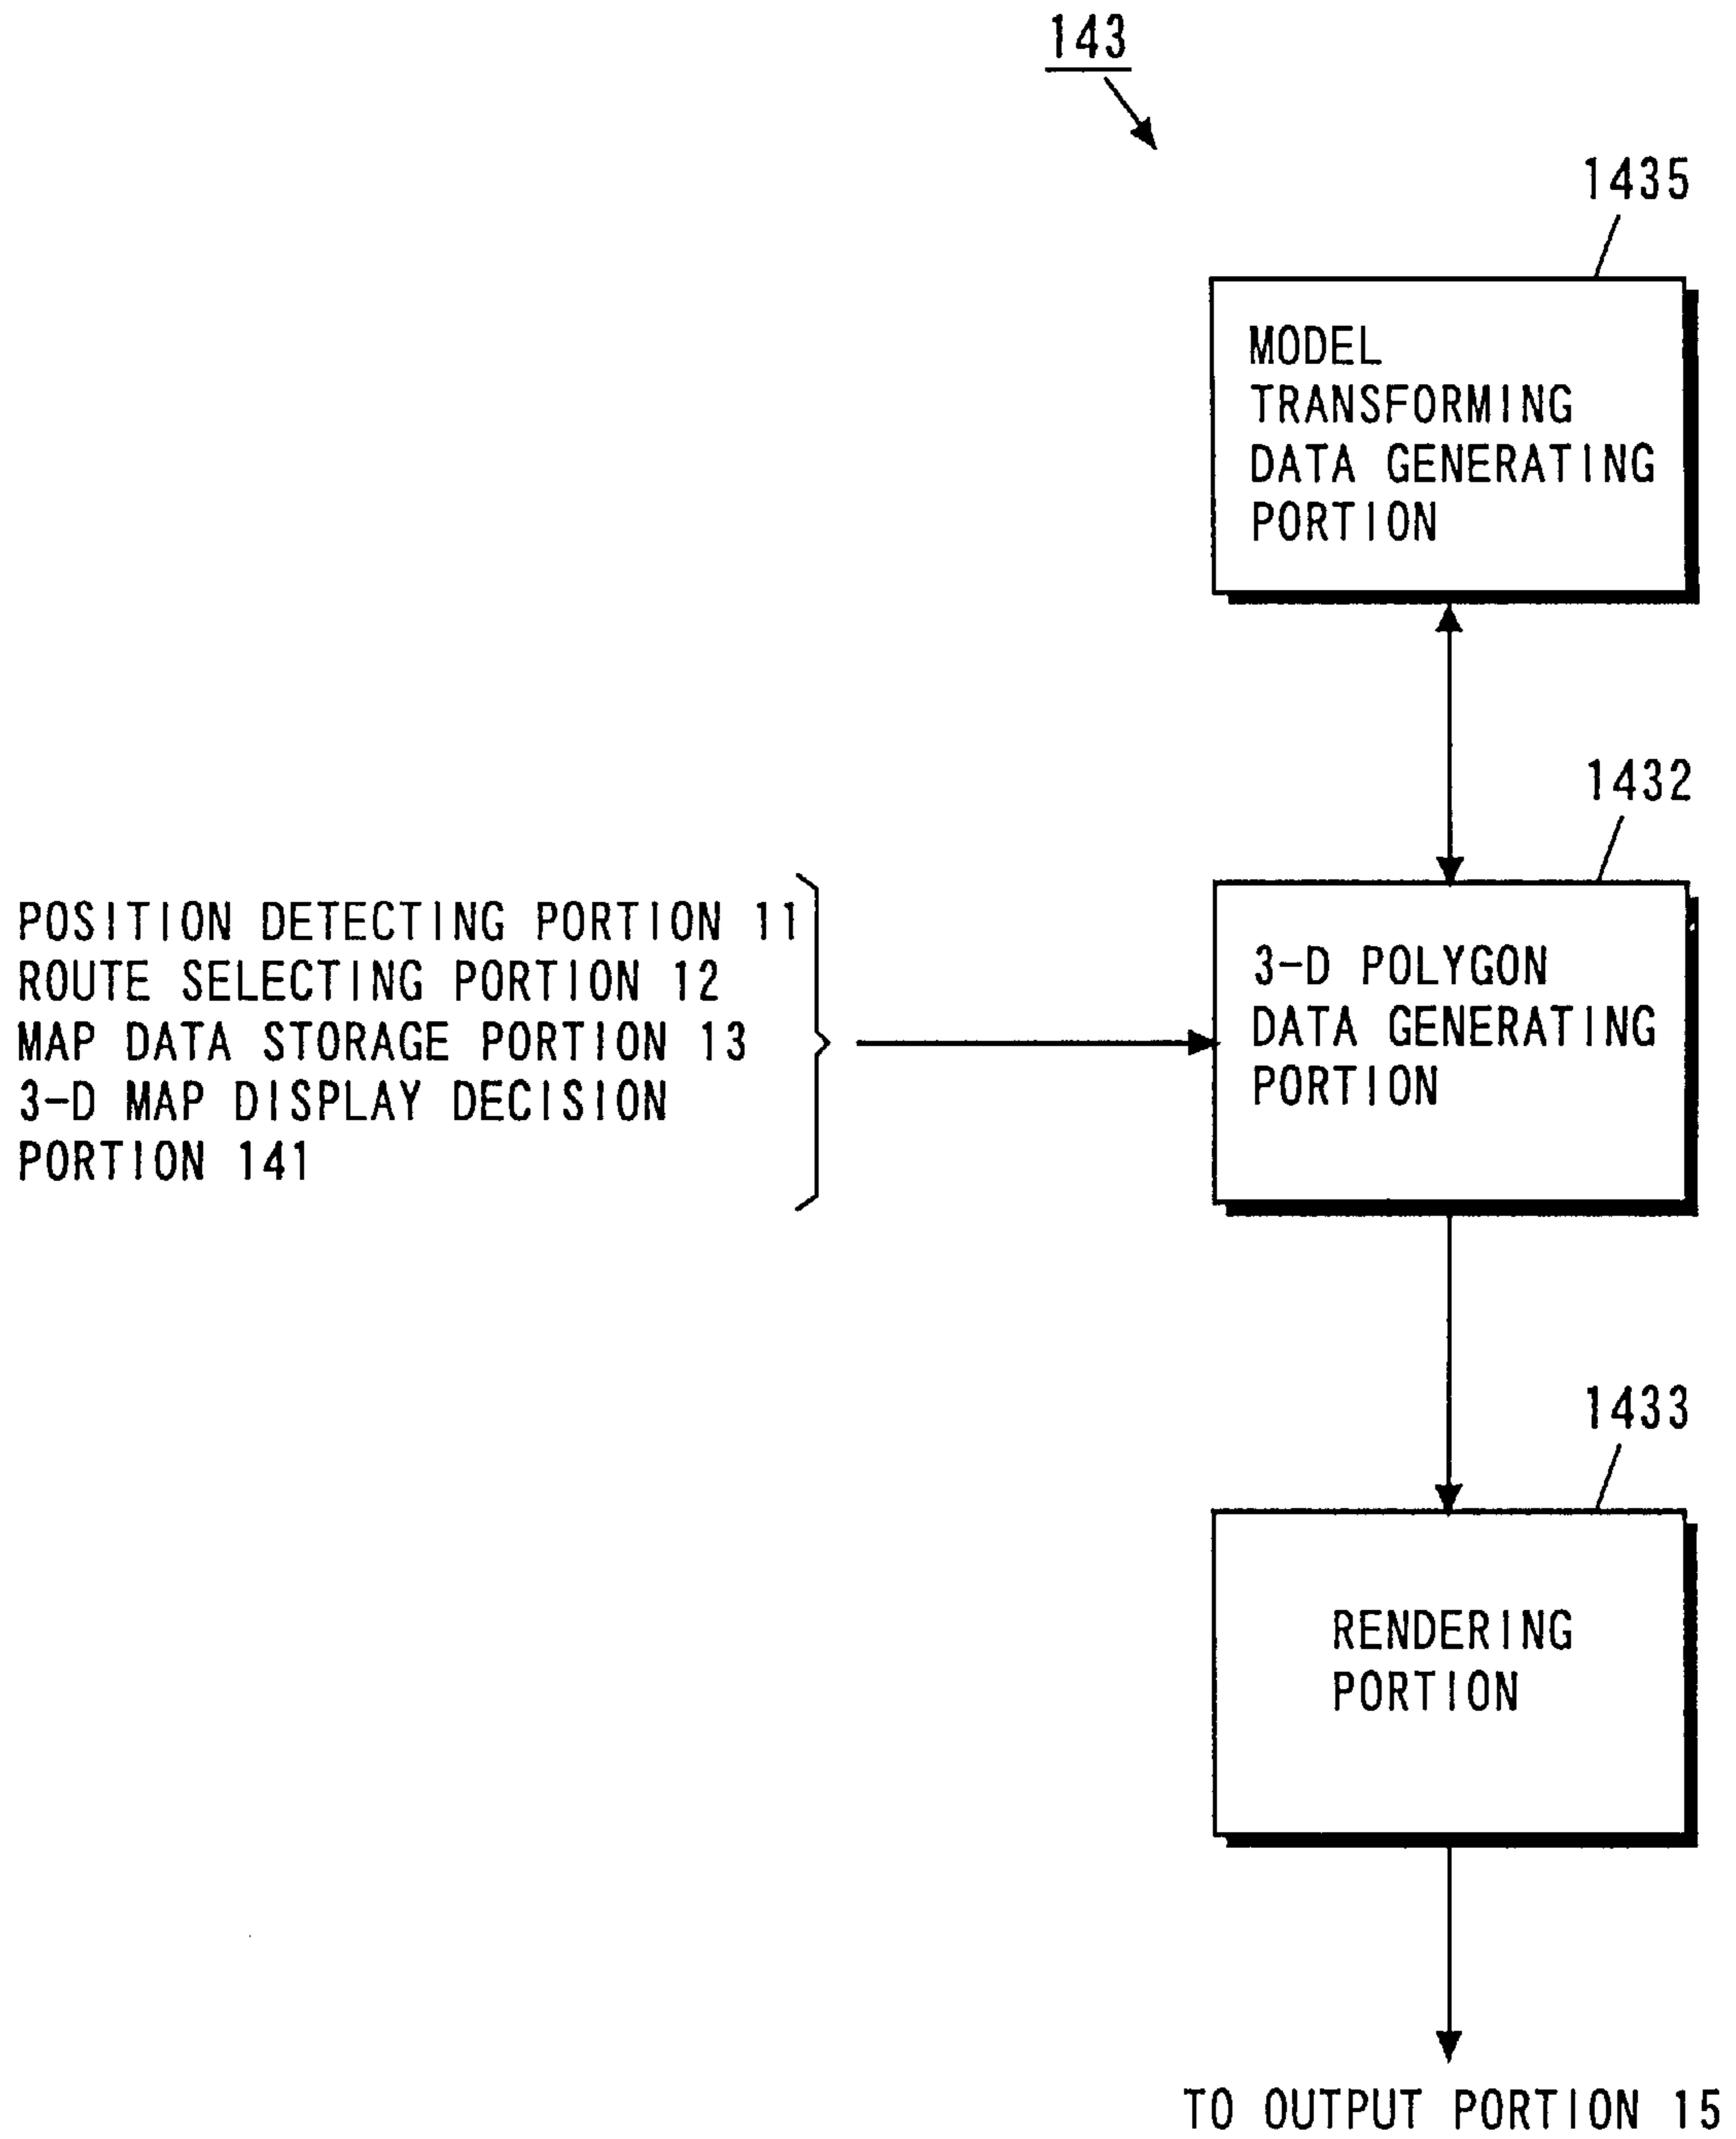 143
1435
MODEL
TRANSFORMING
DATA GENERATING
PORTION
1432
POSITION DETECTING PORTION 11
ROUTE SELECTING PORTION 12
MAP DATA STORAGE PORTION 13
3-D MAP DISPLAY DECISION
PORTION 141
3-D POLYGON
DATA GENERATING
PORTION
1433
RENDERING
PORTION
TO OUTPUT PORTION 15